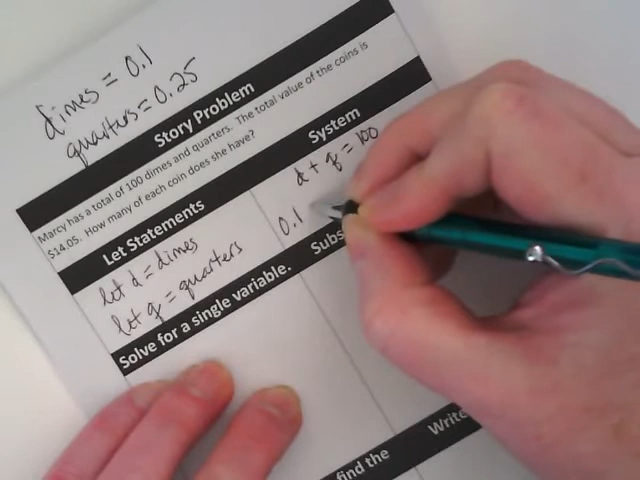 dimes = 0.1
quarters = 0.25
Story Problem
Marcy has a total of 100 dimes and quarters. The total value of the coins is
$14.05. How many of each coin does she have?
Let Statements
let d = dimes
let q = quarters
System
d + q = 100
0.1
Solve for a single variable.
Subs
find the
Write